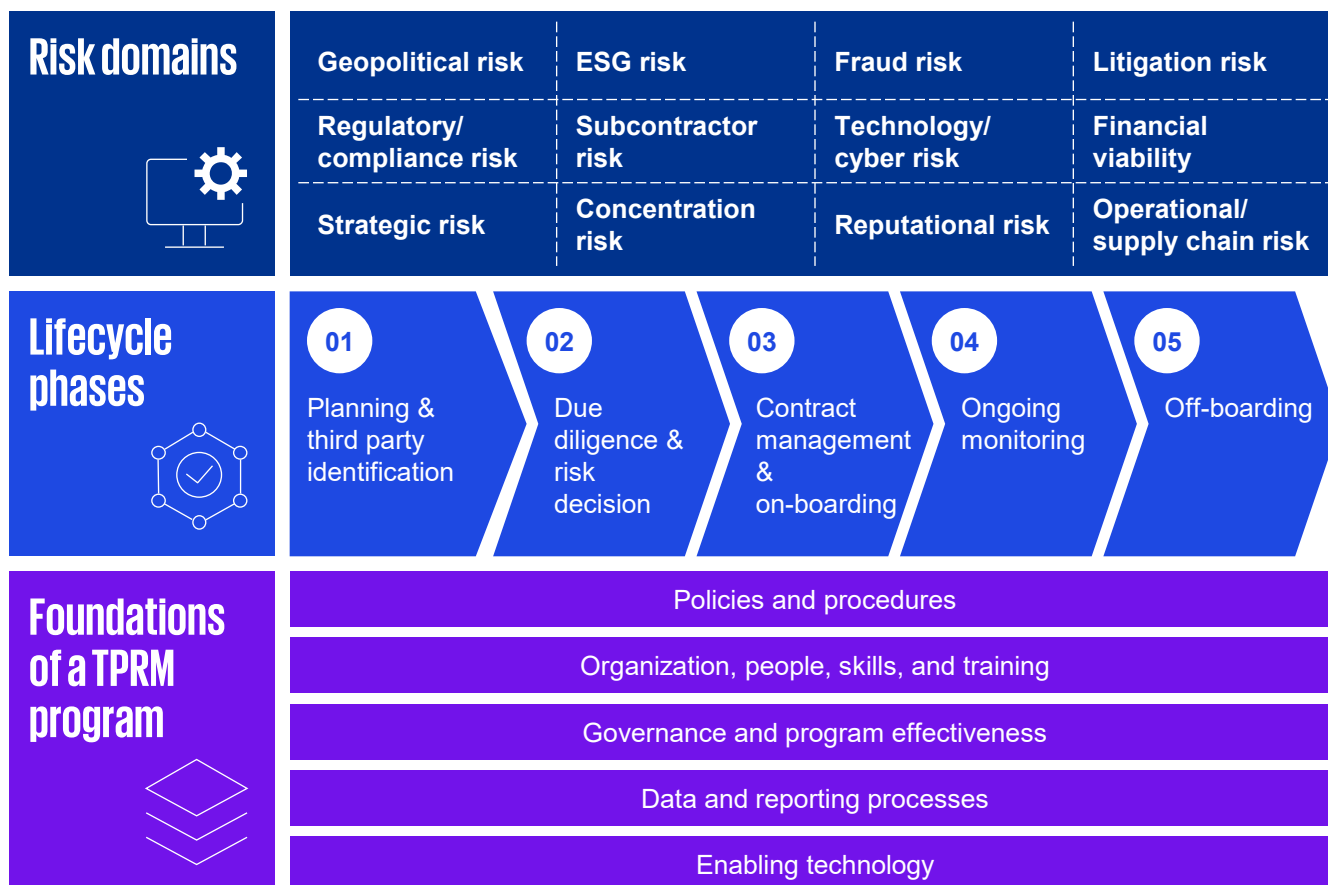 Risk domains
Geopolitical risk
ESG risk
Fraud risk
Litigation risk
Regulatory/
compliance risk
Subcontractor
risk
Technology/
cyber risk
Financial
viability
Strategic risk
Concentration
risk
Reputational risk
Operational/
supply chain risk
Lifecycle
phases
01
Planning &
third party
identification
02
Due
diligence &
risk
decision
03
Contract
management
&
on-boarding
04
Ongoing
monitoring
05
Off-boarding
Foundations
of a TPRM
program
Policies and procedures
Organization, people, skills, and training
Governance and program effectiveness
Data and reporting processes
Enabling technology